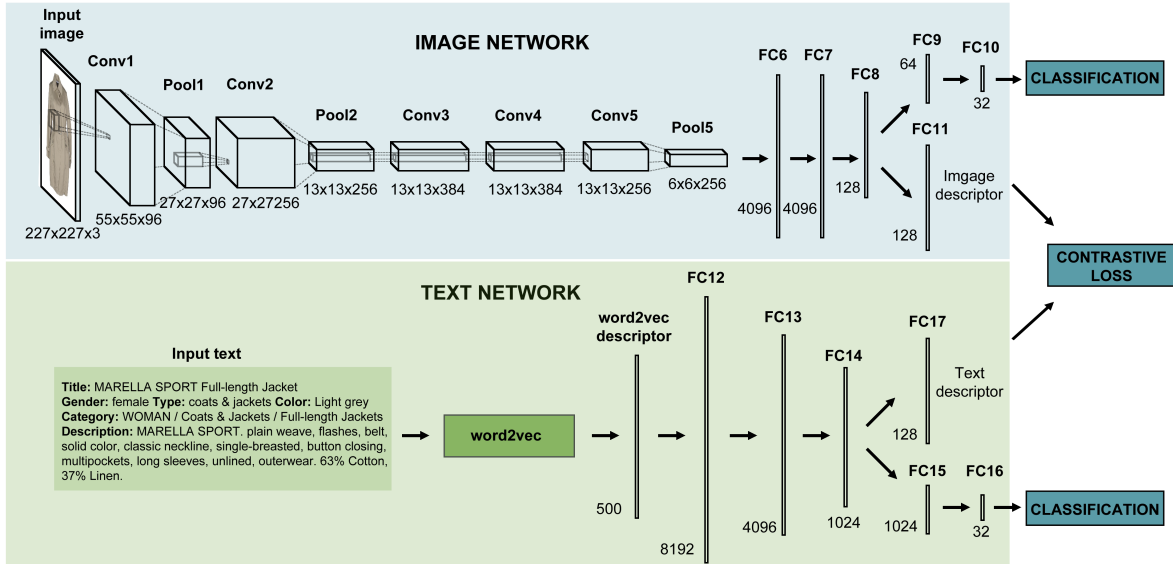 Input
image
IMAGE NETWORK
Conv1
Pool1
Conv2
Pool2
Conv3
Conv4
Conv5
Pool5
FC6
FC7
FC8
FC9
FC10
FC11
227x227x3
55x55x96
27x27x96
27x27256
13x13x256
13x13x384
13x13x384
13x13x256
6x6x256
4096
4096
128
64
32
128
Imgage
descriptor
CLASSIFICATION
CONTRASTIVE
LOSS
TEXT NETWORK
Input text
Title: MARELLA SPORT Full-length Jacket
Gender: female Type: coats & jackets Color: Light grey
Category: WOMAN / Coats & Jackets / Full-length Jackets
Description: MARELLA SPORT. plain weave, flashes, belt,
solid color, classic neckline, single-breasted, button closing,
multipockets, long sleeves, unlined, outerwear. 63% Cotton,
37% Linen.
word2vec
word2vec
descriptor
500
FC12
8192
FC13
4096
FC14
1024
FC17
Text
descriptor
128
FC15
1024
FC16
32
CLASSIFICATION